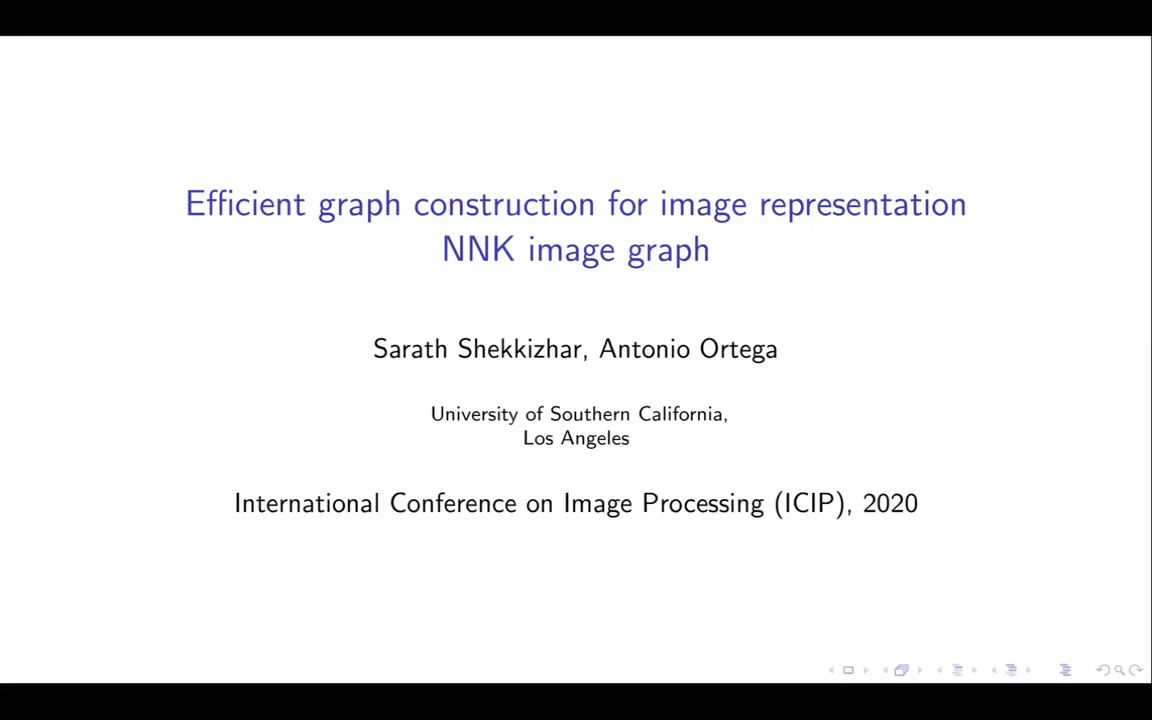 Efficient graph construction for image representation
NNK image graph
Sarath Shekkizhar, Antonio Ortega
University of Southern California,
Los Angeles
International Conference on Image Processing (ICIP), 2020